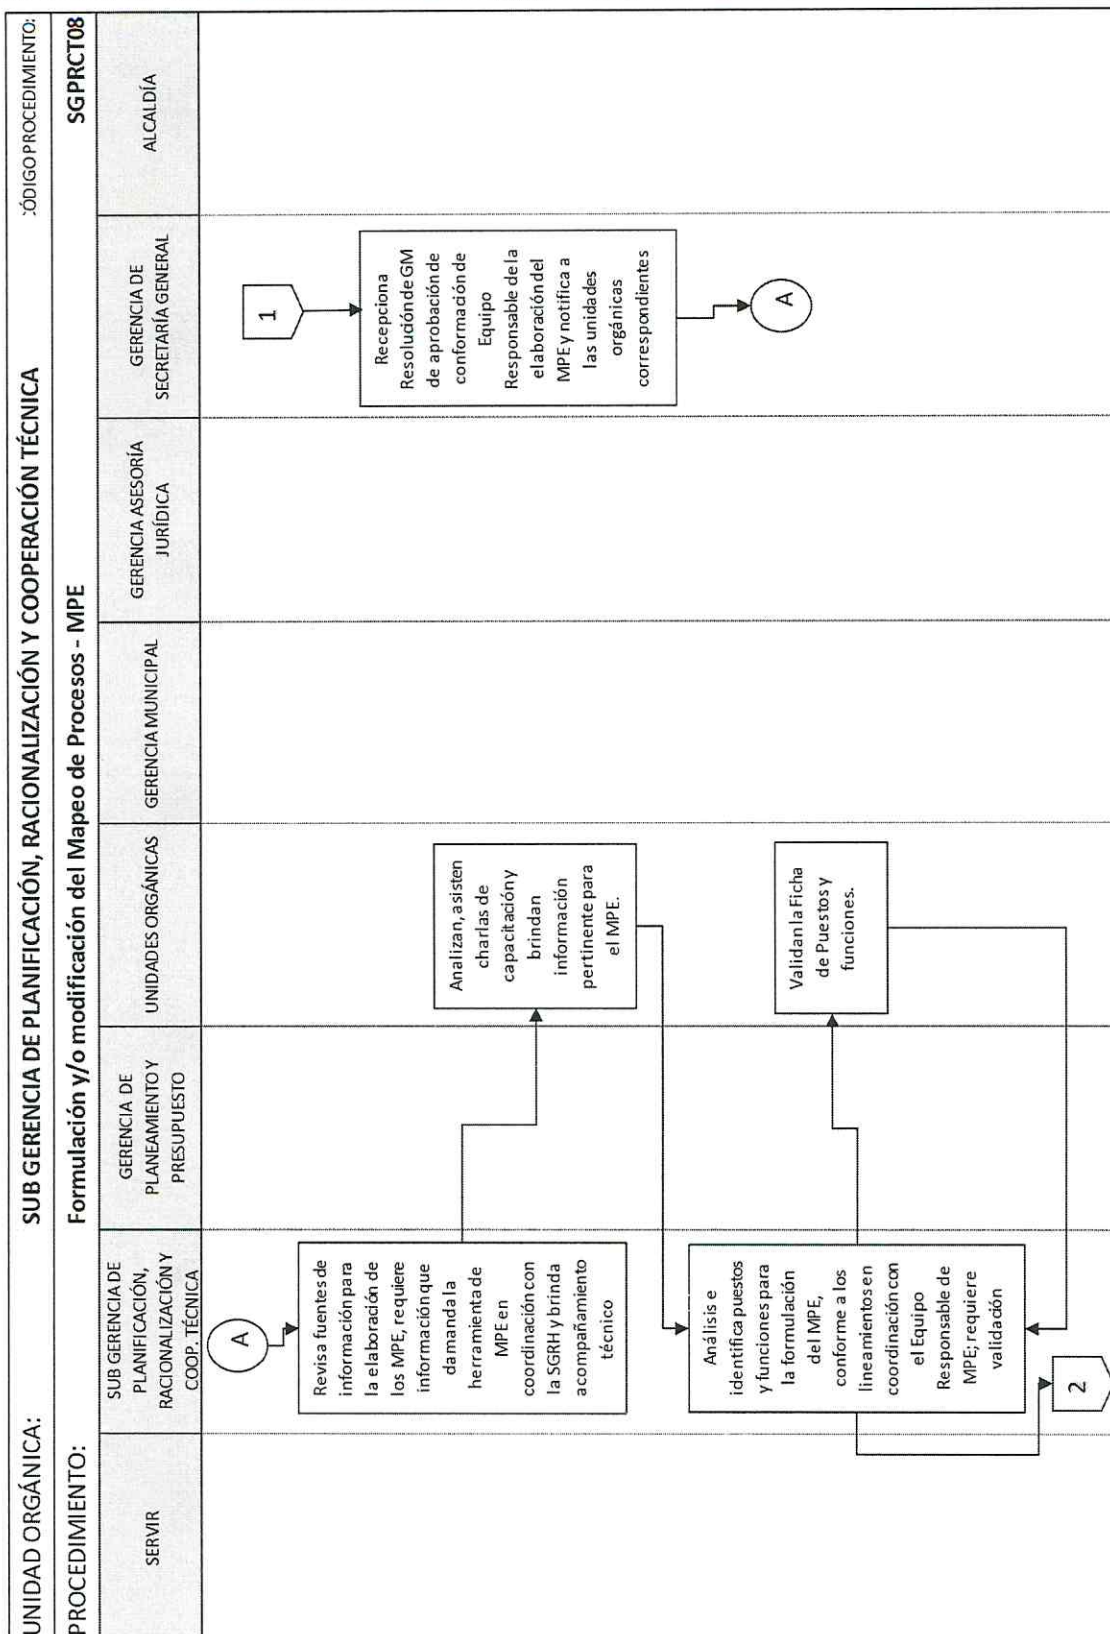 UNIDAD ORGÁNICA:
SUB GERENCIA DE PLANIFICACIÓN, RACIONALIZACIÓN Y COOPERACIÓN TÉCNICA
:ÓDIGO PROCEDIMIENTO:
PROCEDIMIENTO:
Formulación y/o modificación del Mapeo de Procesos - MPE
SGPRCT08
SERVIR
SUB GERENCIA DE
PLANIFICACIÓN,
RACIONALIZACIÓN Y
COOP. TÉCNICA
GERENCIA DE
PLANEAMIENTO Y
PRESUPUESTO
UNIDADES ORGÁNICAS
GERENCIA MUNICIPAL
GERENCIA ASESORÍA
JURÍDICA
GERENCIA DE
SECRETARÍA GENERAL
ALCALDÍA
1
Recepciona
Resolución de GM
de aprobación de
conformación de
Equipo
Responsable de la
elaboración del
MPE y notifica a
las unidades
orgánicas
correspondientes
A
A
Revisa fuentes de
información para
la elaboración de
los MPE, requiere
información que
damanda la
herramienta de
MPE en
coordinación con
la SGRH y brinda
acompañamiento
técnico
Analizan, asisten
charlas de
capacitación y
brindan
información
pertinente para
el MPE.
Análisis e
identifica puestos
y funciones para
la formulación
del MPE,
conforme a los
lineamientos en
coordinación con
el Equipo
Responsable de
MPE; requiere
validación
Validan la Ficha
de Puestos y
funciones.
2